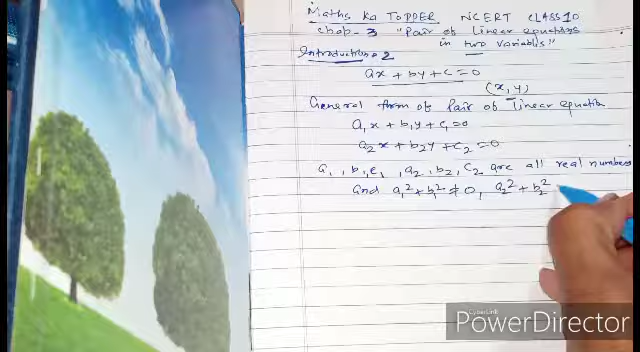 Maths Ka Topper NCERT CLASS 10
Chap-3 "Pair of Linear equations
in two variables"
Introduction 2
ax + by + c = 0
(x, y)
General form of Pair of linear equation
a₁x + b₁y + c₁ = 0
a₂x + b₂y + c₂ = 0
a₁, b₁, c₁, a₂, b₂, c₂ are all real numbers
and a₁² + b₁² ≠ 0, a₂² + b₂²
CyberLink
PowerDirector